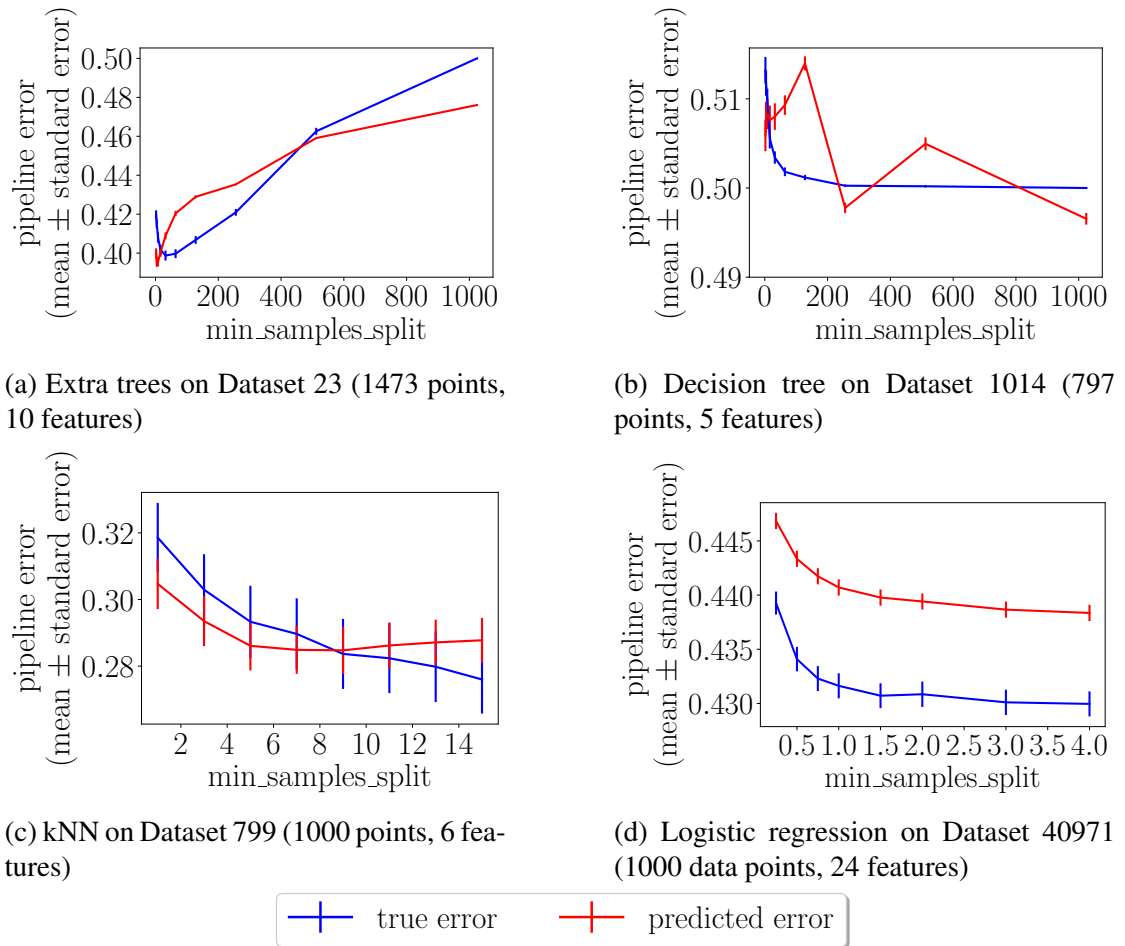 pipeline error
(mean ± standard error)
0.50
0.48
0.46
0.44
0.42
0.40
0 200 400 600 800 1000
min_samples_split
(a) Extra trees on Dataset 23 (1473 points,
10 features)
pipeline error
(mean ± standard error)
0.51
0.50
0.49
0 200 400 600 800 1000
min_samples_split
(b) Decision tree on Dataset 1014 (797
points, 5 features)
pipeline error
(mean ± standard error)
0.32
0.30
0.28
2 4 6 8 10 12 14
min_samples_split
(c) kNN on Dataset 799 (1000 points, 6 fea-
tures)
pipeline error
(mean ± standard error)
0.445
0.440
0.435
0.430
0.5 1.0 1.5 2.0 2.5 3.0 3.5 4.0
min_samples_split
(d) Logistic regression on Dataset 40971
(1000 data points, 24 features)
true error predicted error